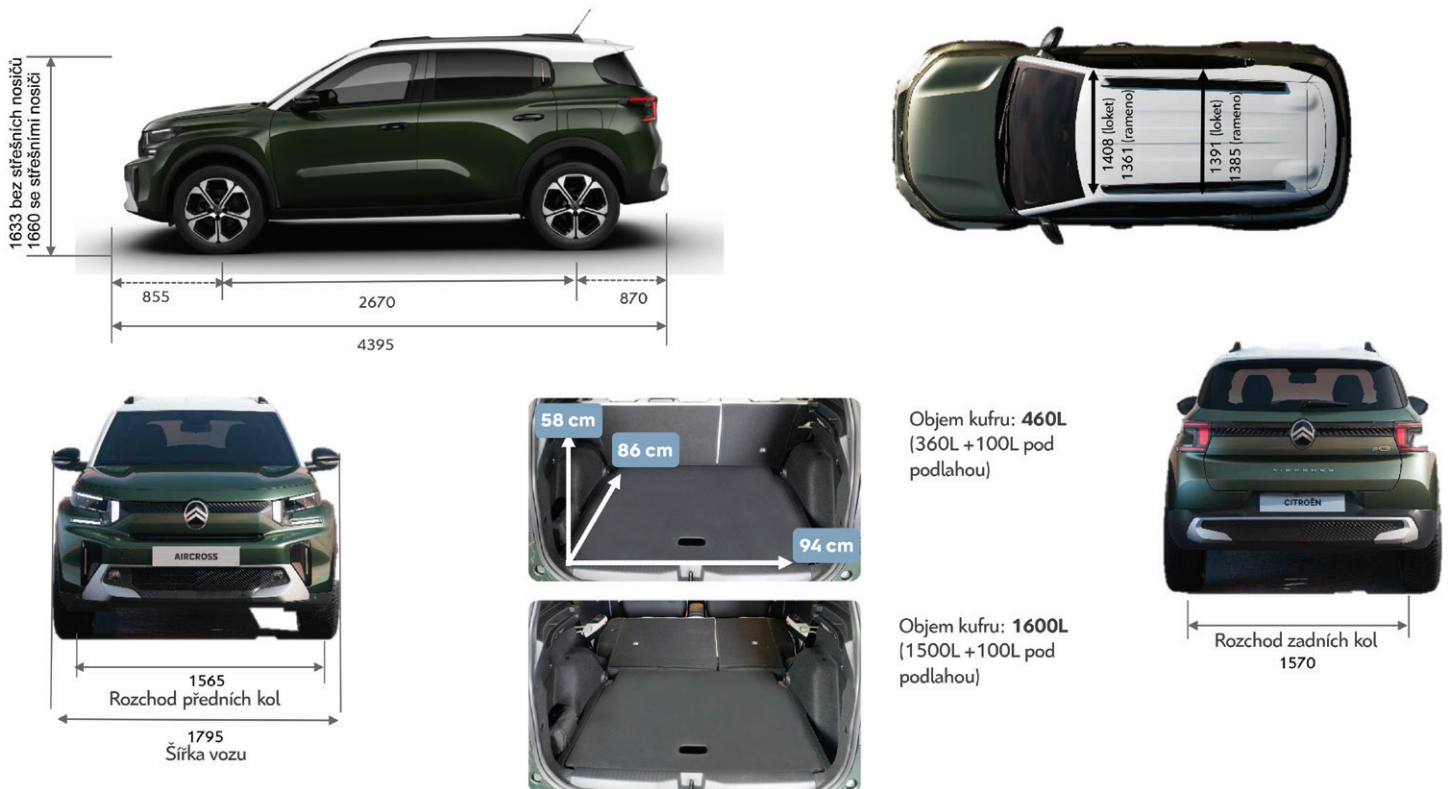 1633 bez střešních nosičů
1660 se střešními nosiči
855
2670
870
4395
1408 (loket)
1361 (rameno)
1391 (loket)
1385 (rameno)
AIRCROSS
1565
Rozchod předních kol
1795
Šířka vozu
58 cm
86 cm
94 cm
Objem kufru: 460L
(360L +100L pod
podlahou)
Objem kufru: 1600L
(1500L +100L pod
podlahou)
AIRCROSS
CITROËN
Rozchod zadních kol
1570